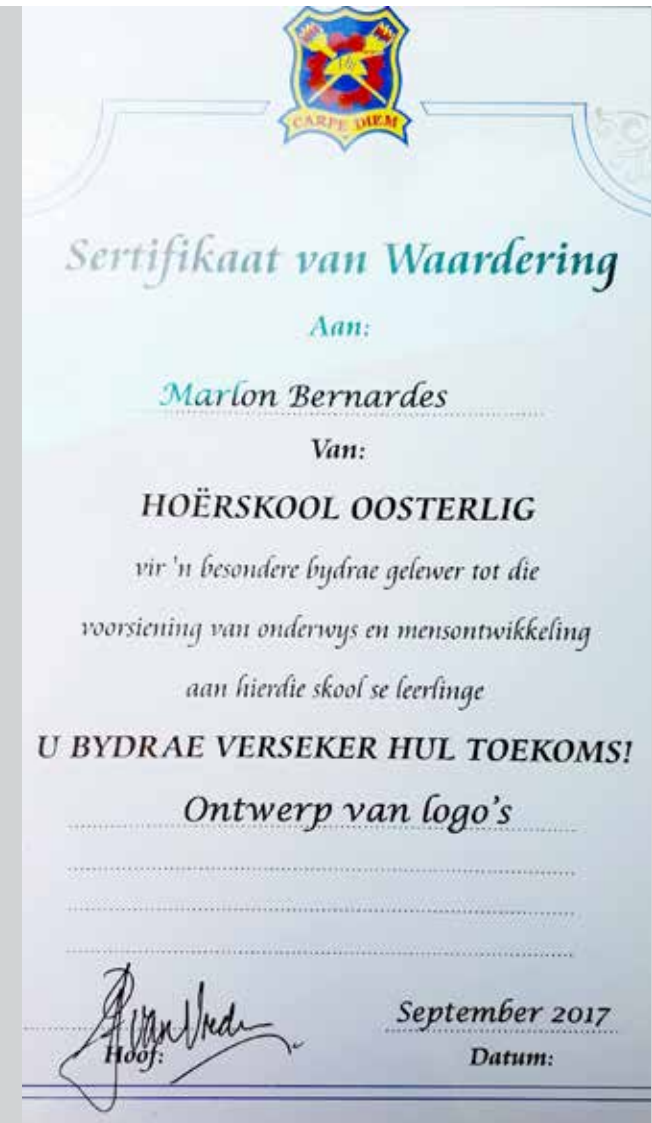 CARPE DIEM
Sertifikaat van Waardering
Aan:
Marlon Bernardes
Van:
HOËRSKOOL OOSTERLIG
vir 'n besondere bydrae gelewer tot die
voorsiening van onderwys en mensontwikkeling
aan hierdie skool se leerlinge
U BYDRAE VERSEKER HUL TOEKOMS!
Ontwerp van logo's
September 2017
Hoof:
Datum: